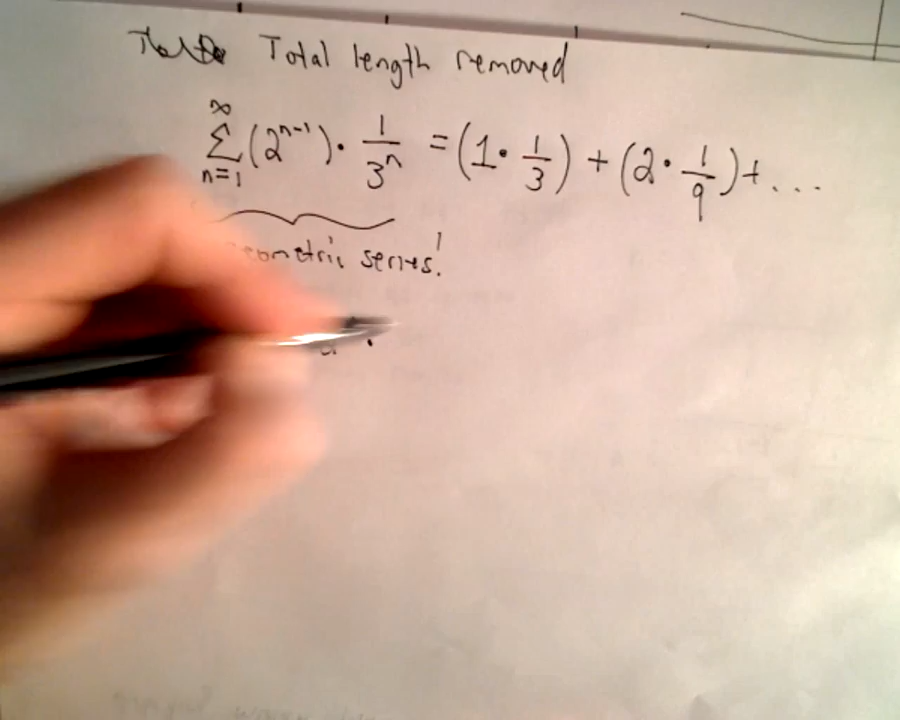 Total length removed
∞ Σ n=1 (2^{n-1}) · 1/3^n = (1 · 1/3) + (2 · 1/9) + ...
series!